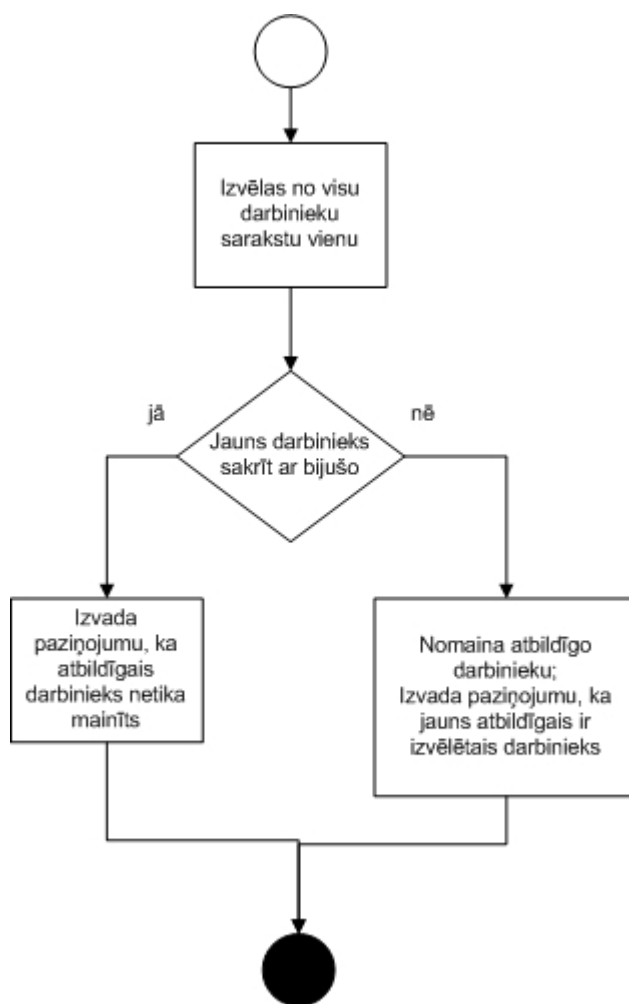 Izvēlas no visu
darbinieku
sarakstu vienu
jā
nē
Jauns darbinieks
sakrīt ar bijušo
Izvada
paziņojumu, ka
atbildīgais
darbinieks netika
mainīts
Nomaina atbildīgo
darbinieku;
Izvada paziņojumu, ka
jauns atbildīgais ir
izvēlētais darbinieks